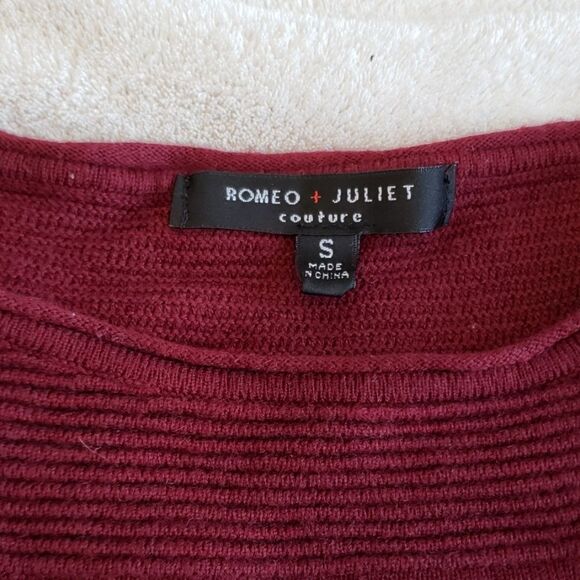 ROMEO + JULIET
couture
S
MADE
IN CHINA